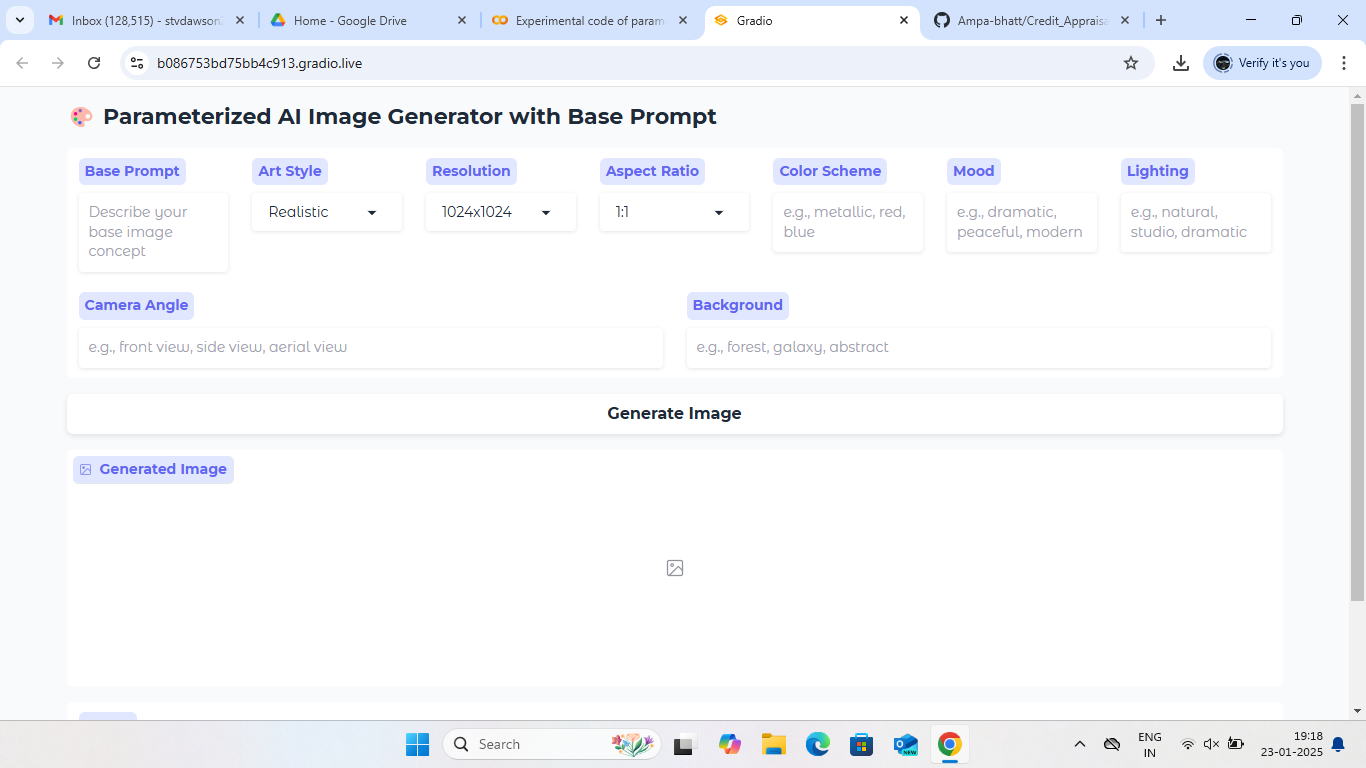 Inbox (128,515) - stvdawson
Home - Google Drive
Experimental code of param
Gradio
Ampa-bhatt/Credit_Appraisa
b086753bd75bb4c913.gradio.live
Verify it's you
Parameterized AI Image Generator with Base Prompt
Base Prompt
Art Style
Resolution
Aspect Ratio
Color Scheme
Mood
Lighting
Describe your
base image
concept
Realistic
1024x1024
1:1
e.g., metallic, red,
blue
e.g., dramatic,
peaceful, modern
e.g., natural,
studio, dramatic
Camera Angle
Background
e.g., front view, side view, aerial view
e.g., forest, galaxy, abstract
Generate Image
Generated Image
Search
NEW
ENG
IN
19:18
23-01-2025